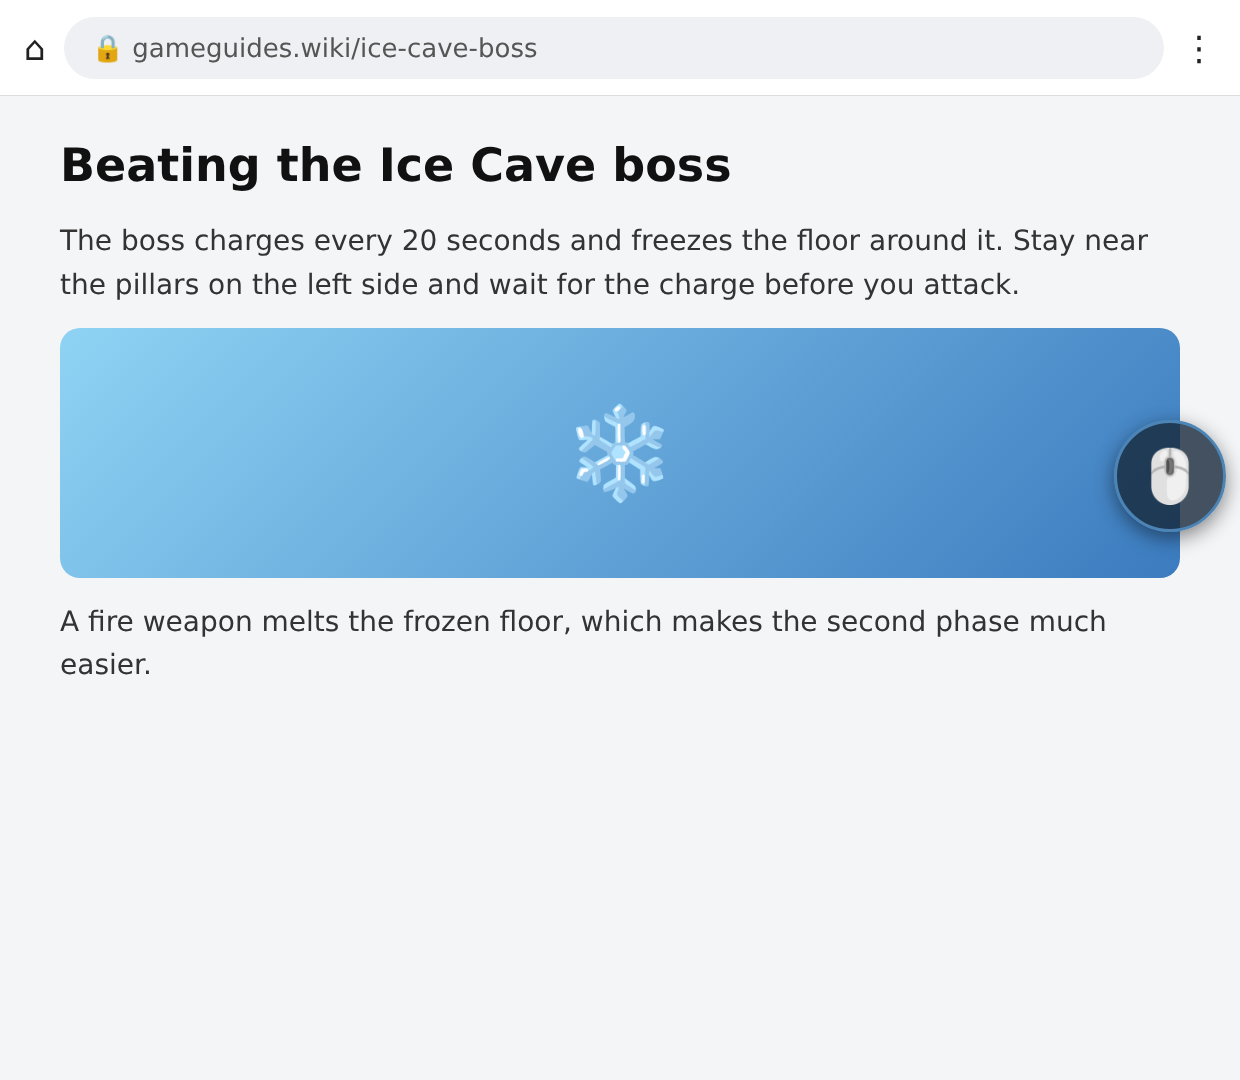 gameguides.wiki/ice-cave-boss
Beating the Ice Cave boss
The boss charges every 20 seconds and freezes the floor around it. Stay near
the pillars on the left side and wait for the charge before you attack.
A fire weapon melts the frozen floor, which makes the second phase much
easier.